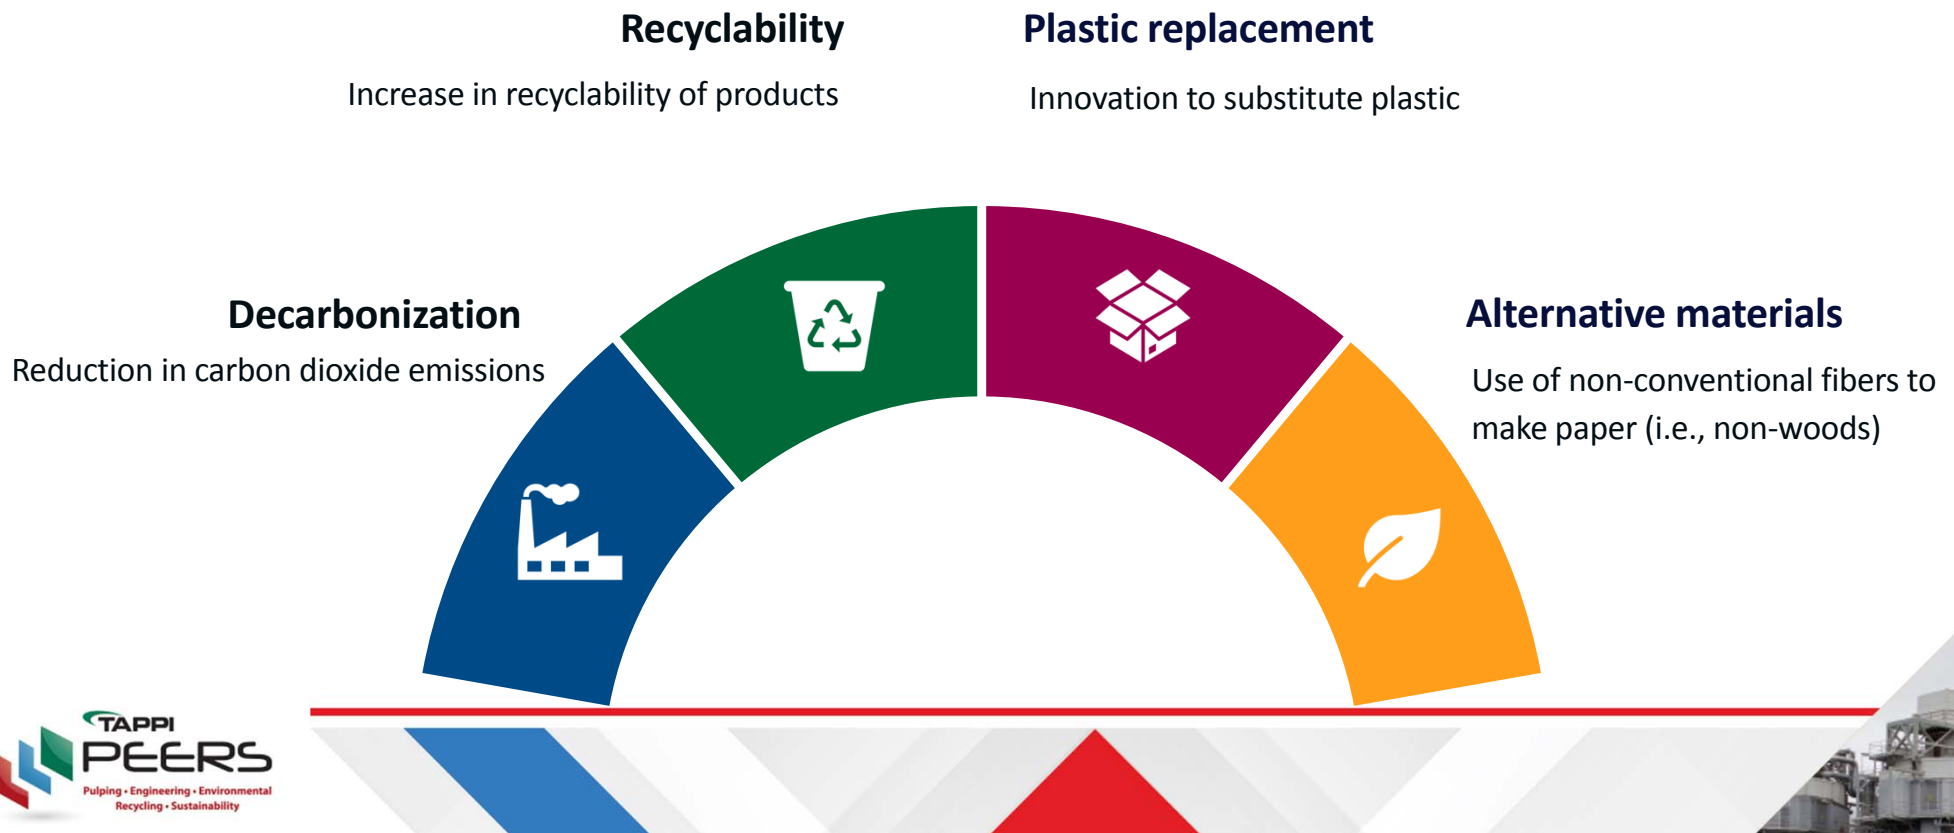 Recyclability
Increase in recyclability of products
Plastic replacement
Innovation to substitute plastic
Decarbonization
Reduction in carbon dioxide emissions
Alternative materials
Use of non-conventional fibers to
make paper (i.e., non-woods)
TAPPI
PEERS
Pulping • Engineering • Environmental
Recycling • Sustainability